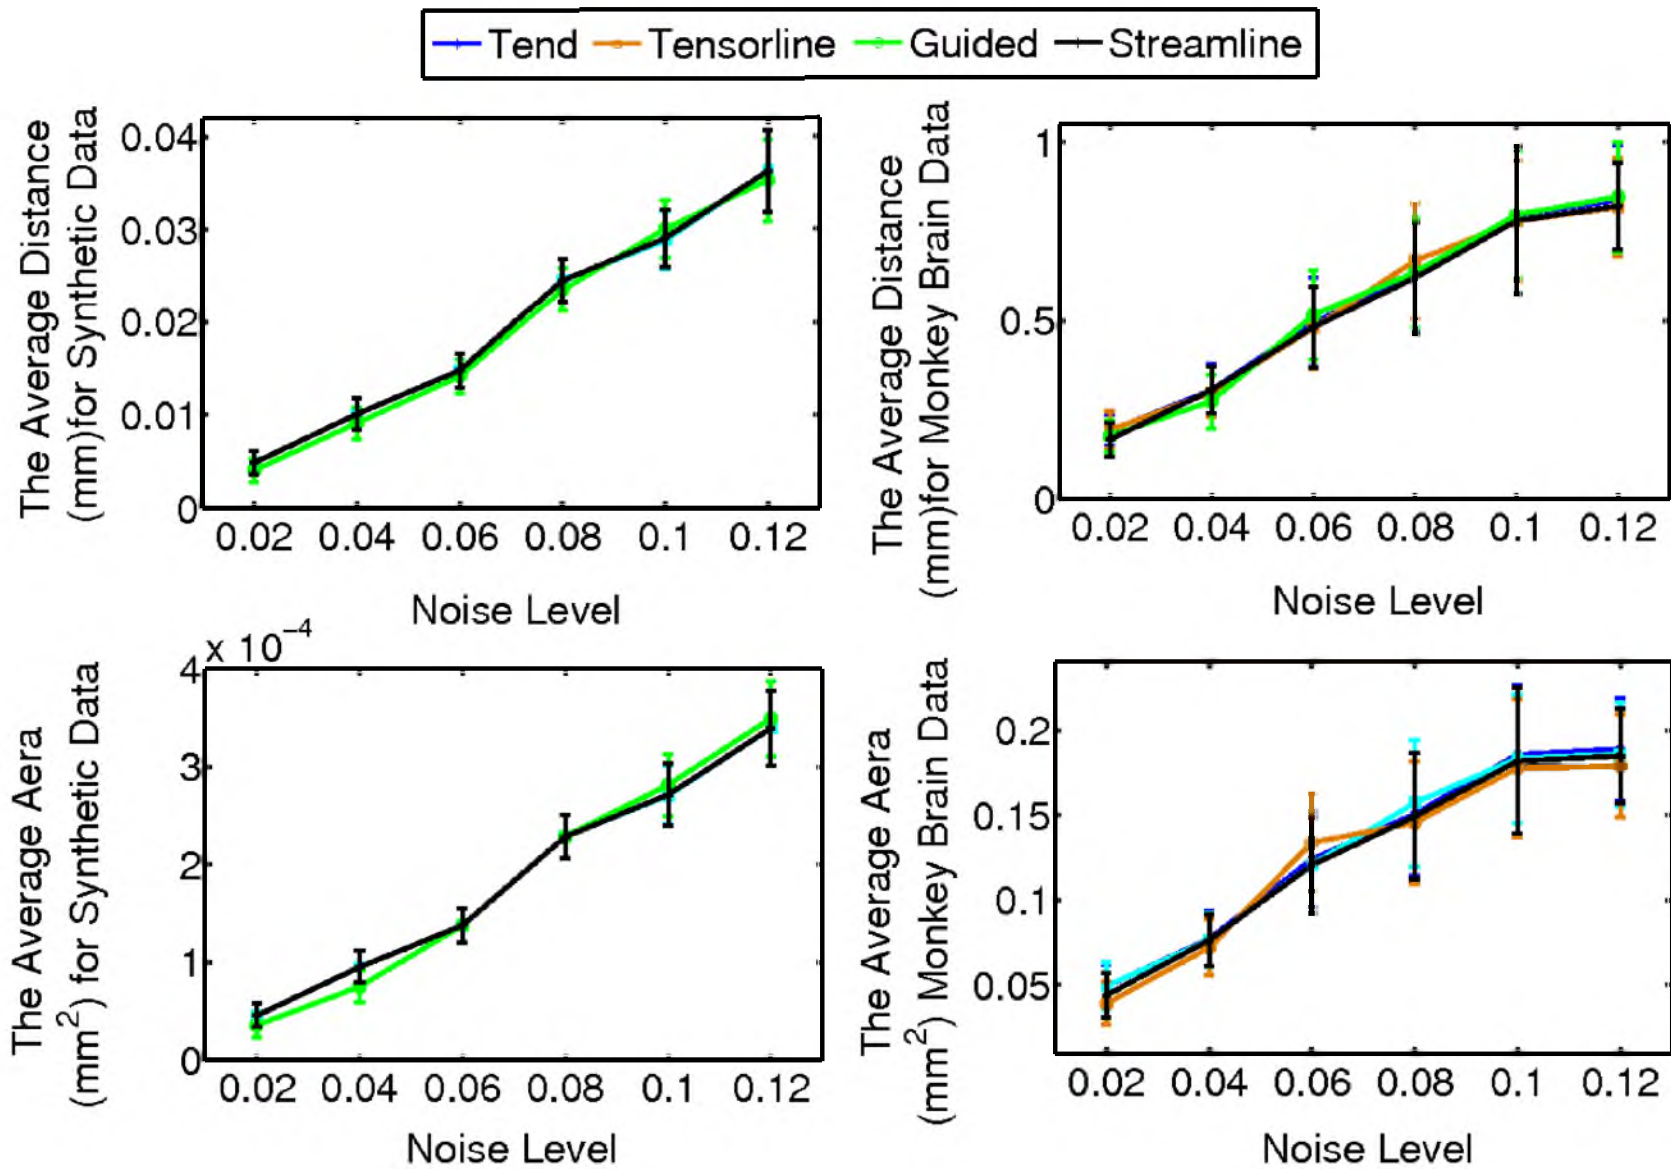 Tend Tensorline Guided Streamline
The Average Distance
(mm)for Synthetic Data
0.04
0.03
0.02
0.01
0
0.02 0.04 0.06 0.08 0.1 0.12
Noise Level
The Average Distance
(mm)for Monkey Brain Data
1
0.5
0
0.02 0.04 0.06 0.08 0.1 0.12
Noise Level
The Average Aera
(mm²) for Synthetic Data
x 10⁻⁴
4
3
2
1
0
0.02 0.04 0.06 0.08 0.1 0.12
Noise Level
The Average Aera
(mm²) Monkey Brain Data
0.2
0.15
0.1
0.05
0.02 0.04 0.06 0.08 0.1 0.12
Noise Level